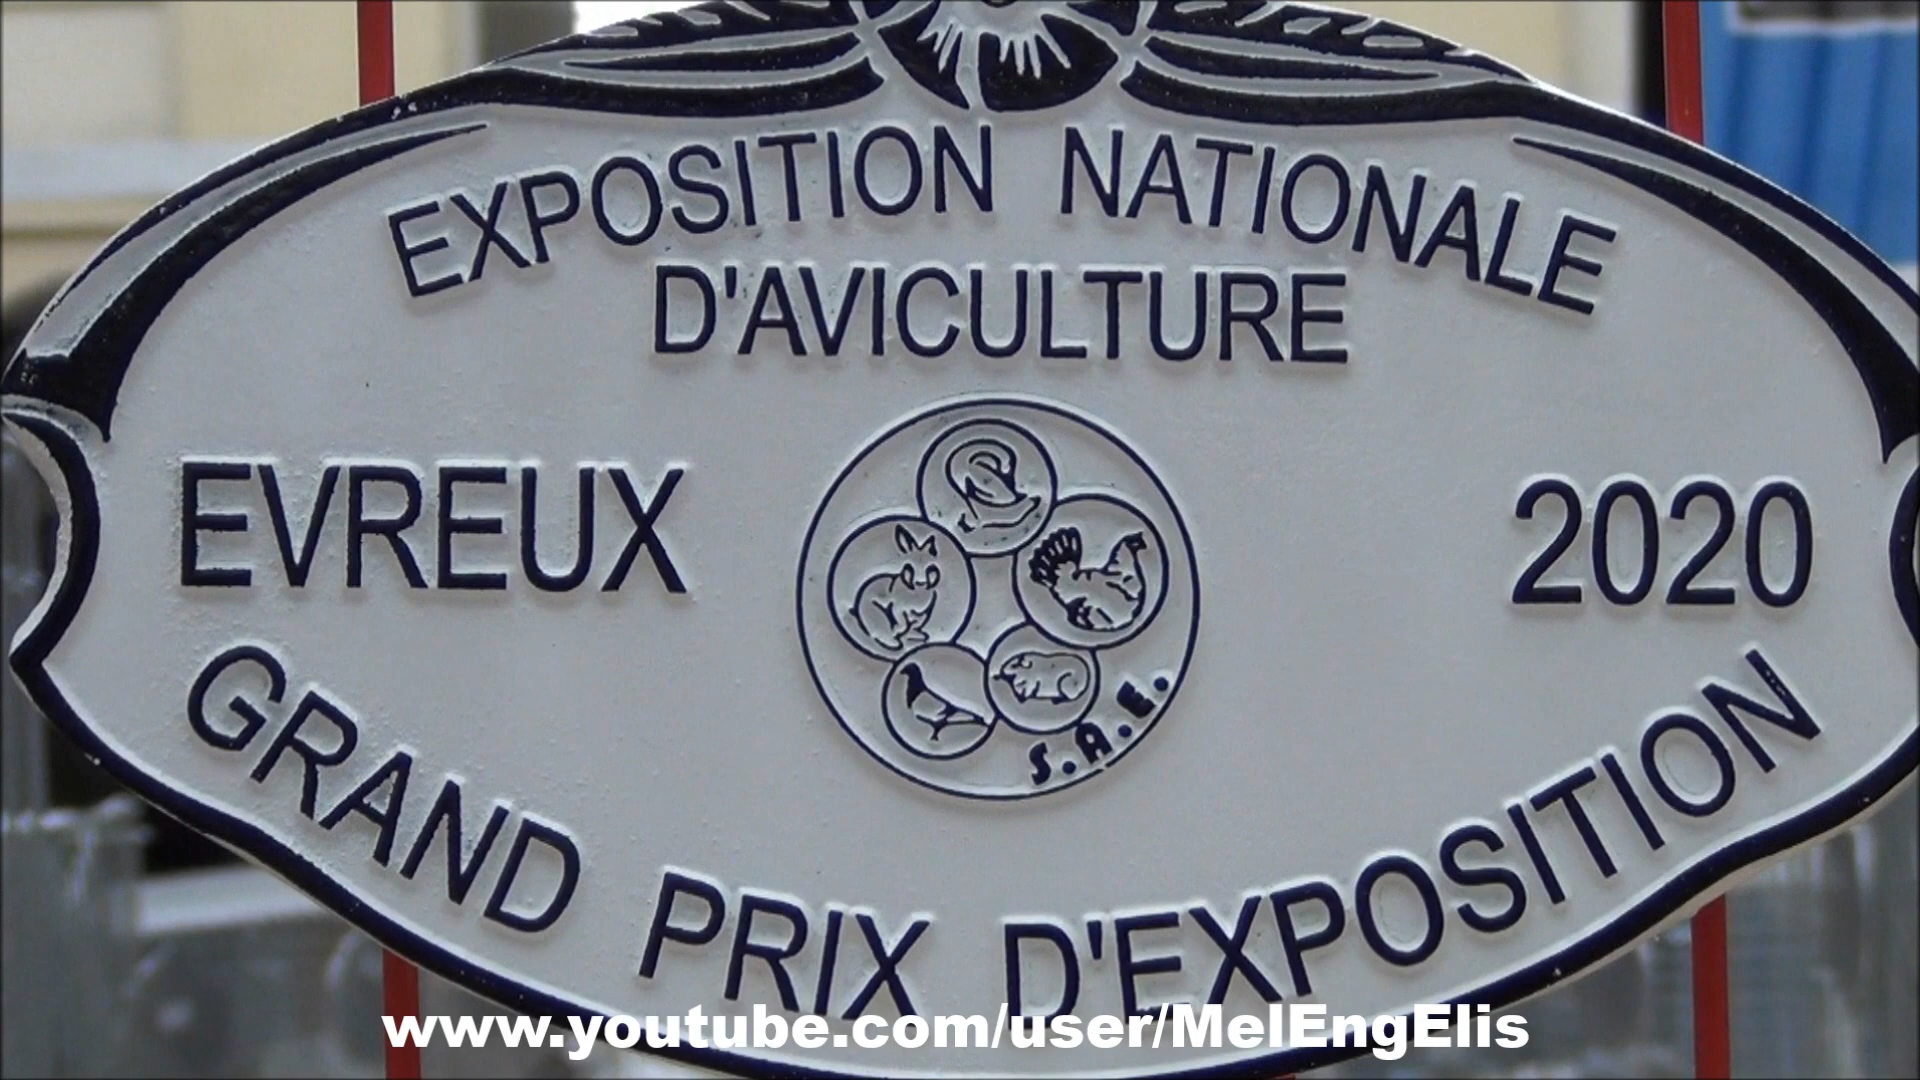 EXPOSITION NATIONALE
D'AVICULTURE
EVREUX 2020
S.A.E.
GRAND PRIX D'EXPOSITION
www.youtube.com/user/MelEngElis